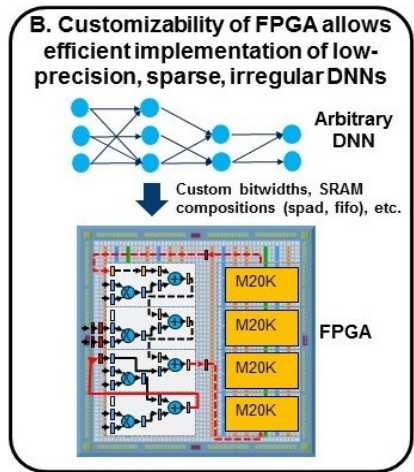 B. Customizability of FPGA allows
efficient implementation of low-
precision, sparse, irregular DNNs
Arbitrary
DNN
Custom bitwidths, SRAM
compositions (spad, fifo), etc.
M20K
M20K
FPGA
M20K
M20K